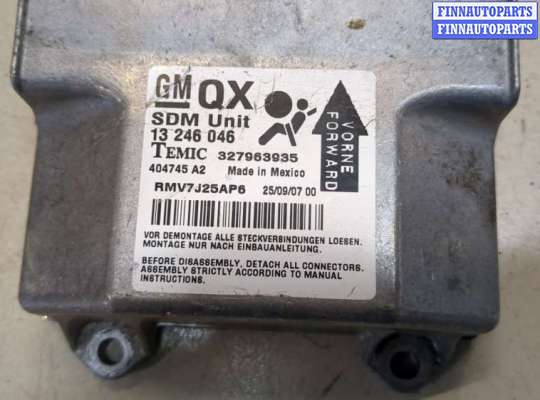 FINNAUTOPARTS
FINNAUTOPARTS
GM QX
SDM Unit
13 246 046
TEMIC 327963935
404745 A2 Made in Mexico
RMV7J25AP6 25/09/07 00
VORNE
FORWARD
VOR DEMONTAGE ALLE STECKVERBINDUNGEN LOESEN.
MONTAGE NUR NACH EINBAUANLEITUNG.
BEFORE DISASSEMBLY, DETACH ALL CONNECTORS.
ASSEMBLY STRICTLY ACCORDING TO MANUAL
INSTRUCTIONS.